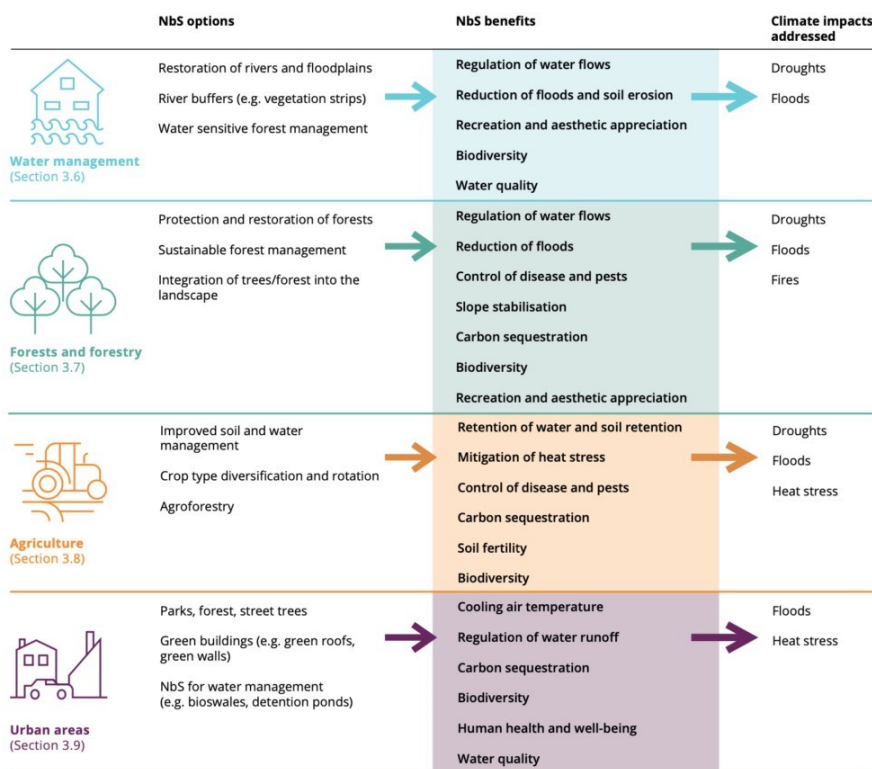 NbS options
NbS benefits
Climate impacts
addressed
Water management
(Section 3.6)
Restoration of rivers and floodplains
River buffers (e.g. vegetation strips)
Water sensitive forest management
Regulation of water flows
Reduction of floods and soil erosion
Recreation and aesthetic appreciation
Biodiversity
Water quality
Droughts
Floods
Forests and forestry
(Section 3.7)
Protection and restoration of forests
Sustainable forest management
Integration of trees/forest into the
landscape
Regulation of water flows
Reduction of floods
Control of disease and pests
Slope stabilisation
Carbon sequestration
Biodiversity
Recreation and aesthetic appreciation
Droughts
Floods
Fires
Agriculture
(Section 3.8)
Improved soil and water
management
Crop type diversification and rotation
Agroforestry
Retention of water and soil retention
Mitigation of heat stress
Control of disease and pests
Carbon sequestration
Soil fertility
Biodiversity
Droughts
Floods
Heat stress
Urban areas
(Section 3.9)
Parks, forest, street trees
Green buildings (e.g. green roofs,
green walls)
NbS for water management
(e.g. bioswales, detention ponds)
Cooling air temperature
Regulation of water runoff
Carbon sequestration
Biodiversity
Human health and well-being
Water quality
Floods
Heat stress